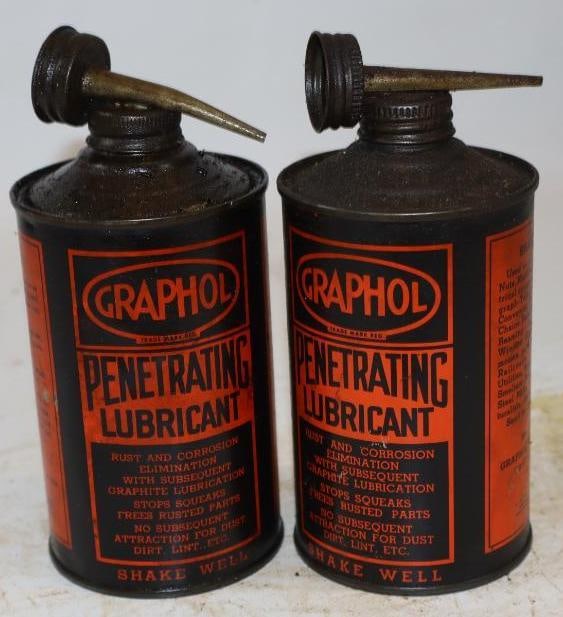 GRAPHOL
TRADE MARK REG.
PENETRATING
LUBRICANT
RUST AND CORROSION
ELIMINATION
WITH SUBSEQUENT
GRAPHITE LUBRICATION
STOPS SQUEAKS
FREES RUSTED PARTS
NO SUBSEQUENT
ATTRACTION FOR DUST
DIRT, LINT, ETC.
SHAKE WELL
GRAPHOL
TRADE MARK REG.
PENETRATING
LUBRICANT
RUST AND CORROSION
ELIMINATION
WITH SUBSEQUENT
GRAPHITE LUBRICATION
STOPS SQUEAKS
FREES RUSTED PARTS
NO SUBSEQUENT
ATTRACTION FOR DUST
DIRT, LINT, ETC.
SHAKE WELL